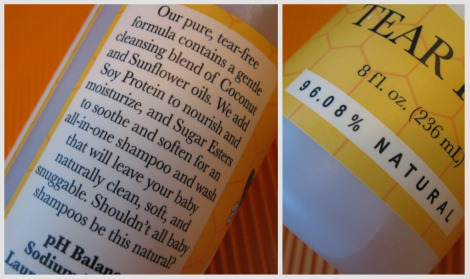 Our pure, tear-free
formula contains a gentle
cleansing blend of Coconut
and Sunflower oils. We add
Soy Protein to nourish and
moisturize, and Sugar Esters
to soothe and soften for an
all-in-one shampoo and wash
that will leave your baby
naturally clean, soft, and
snuggable. Shouldn't all baby
shampoos be this natural?
pH Balanc
Sodium
Laur
TEAR
8 fl. oz. (236 mL)
96.08% NATURAL